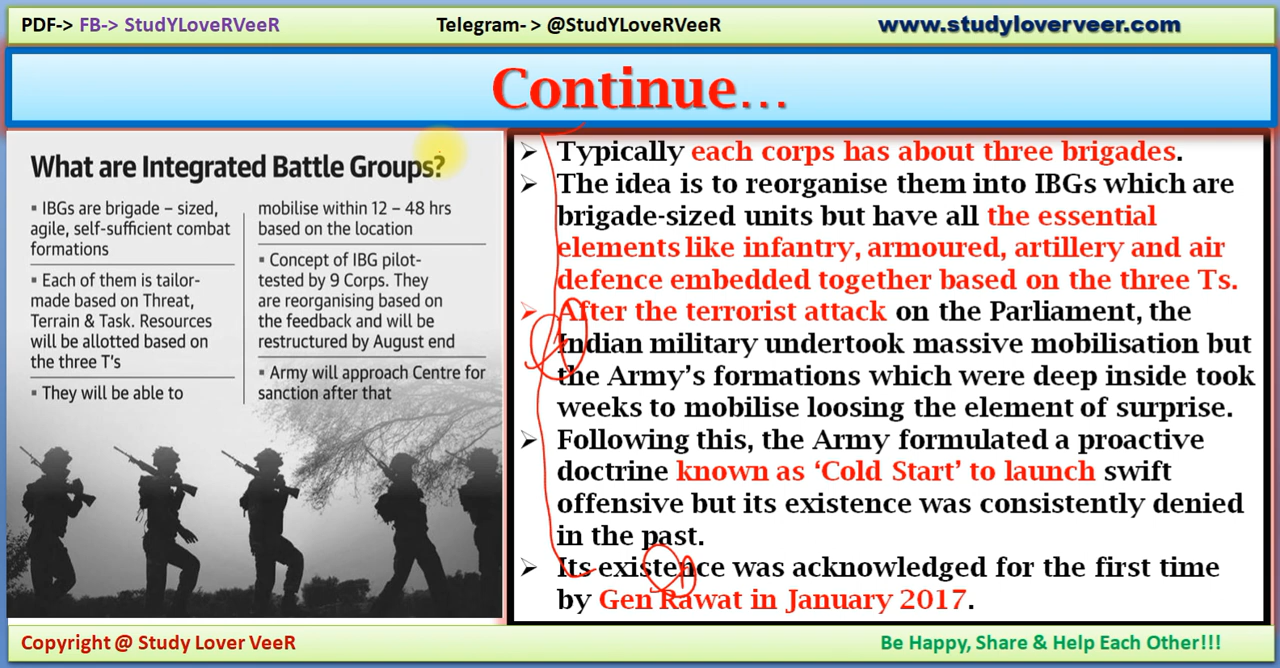 PDF-> FB-> StudYLoveRVeeR
Telegram- > @StudYLoveRVeeR
www.studyloverveer.com
Continue...
What are Integrated Battle Groups?
▪ IBGs are brigade – sized,
agile, self-sufficient combat
formations
▪ Each of them is tailor-
made based on Threat,
Terrain & Task. Resources
will be allotted based on
the three T's
▪ They will be able to
mobilise within 12 – 48 hrs
based on the location
▪ Concept of IBG pilot-
tested by 9 Corps. They
are reorganising based on
the feedback and will be
restructured by August end
▪ Army will approach Centre for
sanction after that
➢ Typically each corps has about three brigades.
➢ The idea is to reorganise them into IBGs which are
brigade-sized units but have all the essential
elements like infantry, armoured, artillery and air
defence embedded together based on the three Ts.
➢ After the terrorist attack on the Parliament, the
Indian military undertook massive mobilisation but
the Army's formations which were deep inside took
weeks to mobilise loosing the element of surprise.
➢ Following this, the Army formulated a proactive
doctrine known as 'Cold Start' to launch swift
offensive but its existence was consistently denied
in the past.
➢ Its existence was acknowledged for the first time
by Gen Rawat in January 2017.
Copyright @ Study Lover VeeR
Be Happy, Share & Help Each Other!!!